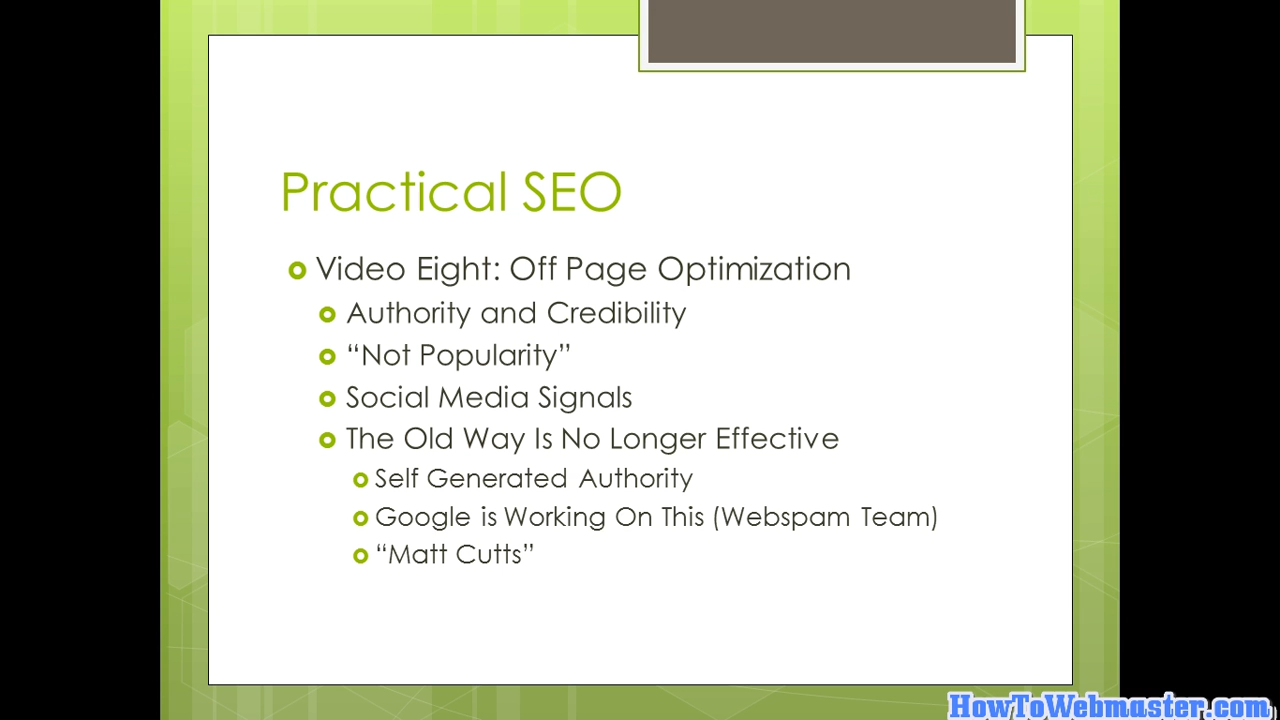 Practical SEO
Video Eight: Off Page Optimization
Authority and Credibility
“Not Popularity”
Social Media Signals
The Old Way Is No Longer Effective
Self Generated Authority
Google is Working On This (Webspam Team)
“Matt Cutts”
HowToWebmaster.com